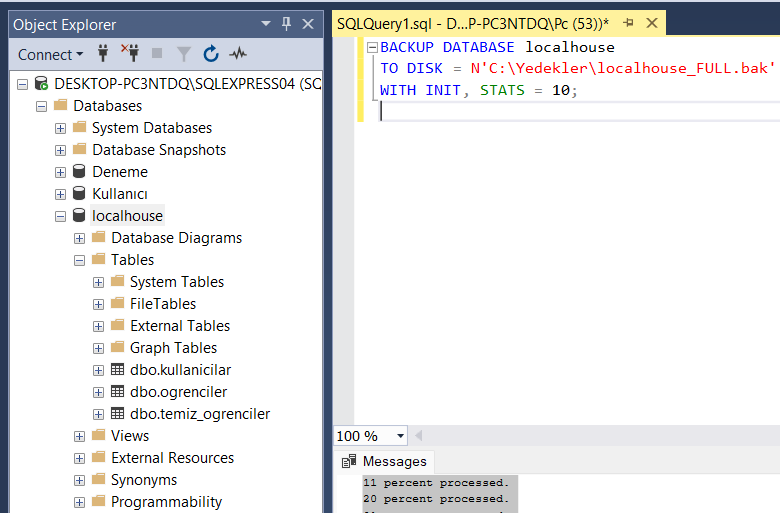 Object Explorer
Connect
DESKTOP-PC3NTDQ\SQLEXPRESS04 (SQ
Databases
System Databases
Database Snapshots
Deneme
Kullanıcı
localhouse
Database Diagrams
Tables
System Tables
FileTables
External Tables
Graph Tables
dbo.kullanicilar
dbo.ogrenciler
dbo.temiz_ogrenciler
Views
External Resources
Synonyms
Programmability
SQLQuery1.sql - D...P-PC3NTDQ\Pc (53))*
BACKUP DATABASE localhouse
TO DISK = N'C:\Yedekler\localhouse_FULL.bak'
WITH INIT, STATS = 10;
100 %
Messages
11 percent processed.
20 percent processed.